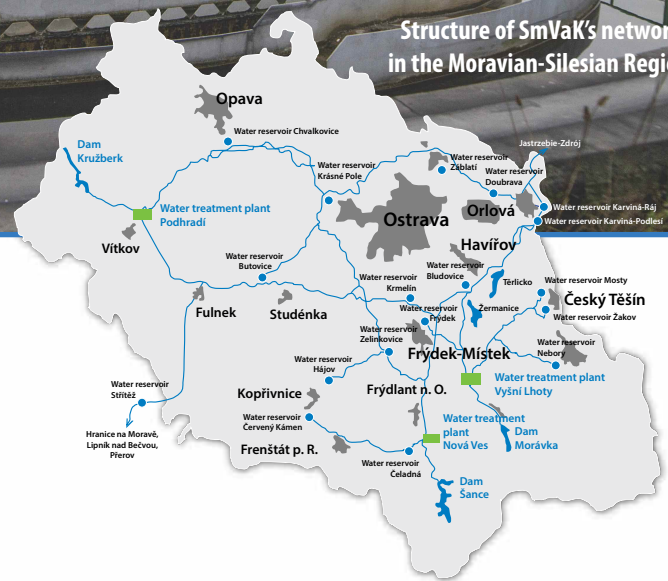 Structure of SmVaK's networ
in the Moravian-Silesian Regio
Opava
Water reservoir Chvalkovice
Dam
Kružberk
Water reservoir
Krásné Pole
Water reservoir
Záblatí
Jastrzebie-Zdrój
Water reservoir
Doubrava
Water treatment plant
Podhradí
Ostrava
Orlová
Water reservoir Karviná-Ráj
Water reservoir Karviná-Podlesí
Vítkov
Havířov
Water reservoir
Butovice
Water reservoir
Bludovice
Water reservoir
Krmelín
Těrlicko
Water reservoir Mosty
Český Těšín
Fulnek
Studénka
Water reservoir
Frýdek
Žermanice
Water reservoir Žakov
Water reservoir
Zelinkovice
Frýdek-Místek
Water reservoir
Nebory
Water reservoir
Hájov
Water treatment plant
Vyšní Lhoty
Water reservoir
Střítěž
Kopřivnice
Frýdlant n. O.
Water reservoir
Červený Kámen
Water treatment
plant
Nová Ves
Dam
Morávka
Hranice na Moravě,
Lipník nad Bečvou,
Přerov
Frenštát p. R.
Water reservoir
Čeladná
Dam
Šance